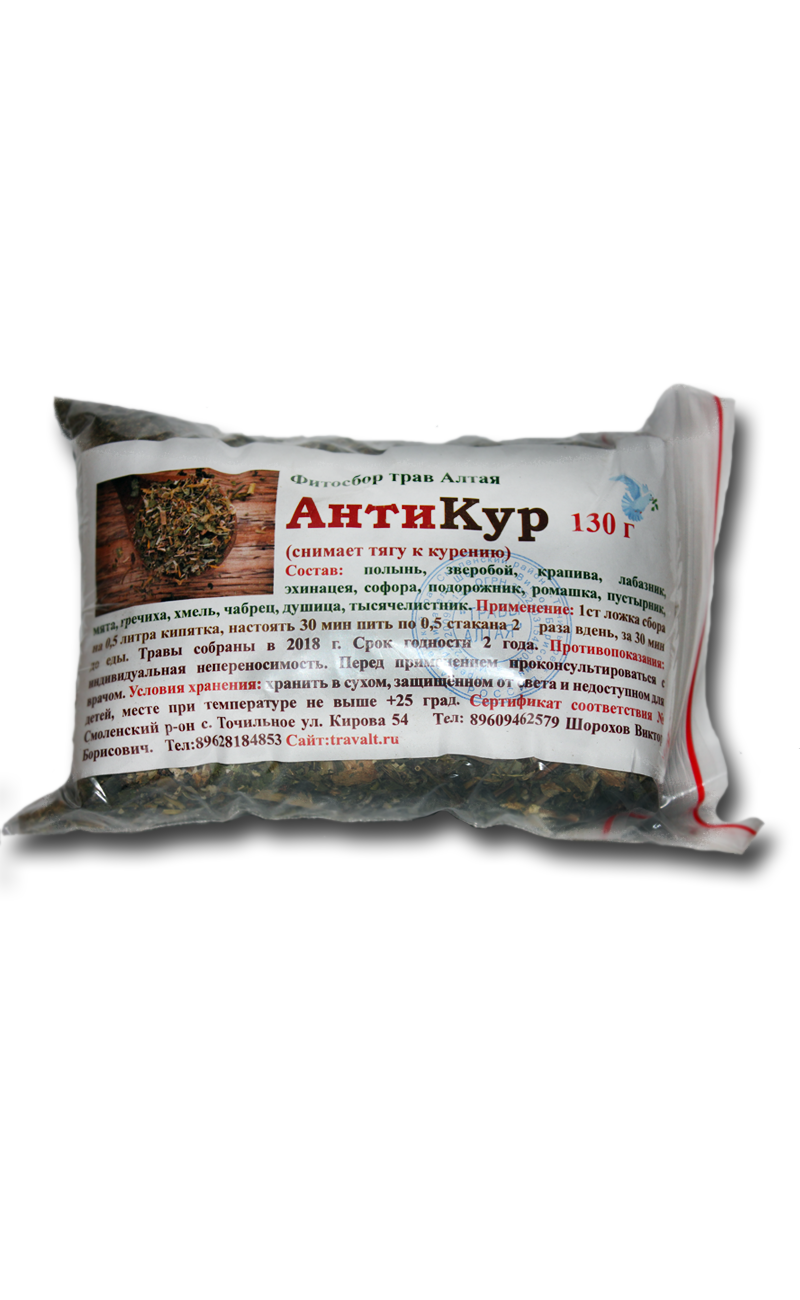 Фитосбор трав Алтая
АнтиКур 130 г
(снимает тягу к курению)
Состав: полынь, зверобой, крапива, лабазник,
эхинацея, софора, подорожник, ромашка, пустырник,
мята, гречиха, хмель, чабрец, душица, тысячелистник. Применение: 1ст ложка сбора
на 0,5 литра кипятка, настоять 30 мин пить по 0,5 стакана 2 раза вдень, за 30 мин
до еды. Травы собраны в 2018 г. Срок годности 2 года. Противопоказания:
индивидуальная непереносимость. Перед применением проконсультироваться с
врачом. Условия хранения: хранить в сухом, защищенном от света и недоступном для
детей, месте при температуре не выше +25 град. Сертификат соответствия №
Смоленский р-он с. Точильное ул. Кирова 54 Тел: 89609462579 Шорохов Виктор
Борисович. Тел:89628184853 Сайт:travalt.ru
ОГРН
ТРАВЫ
АЛТАЯ